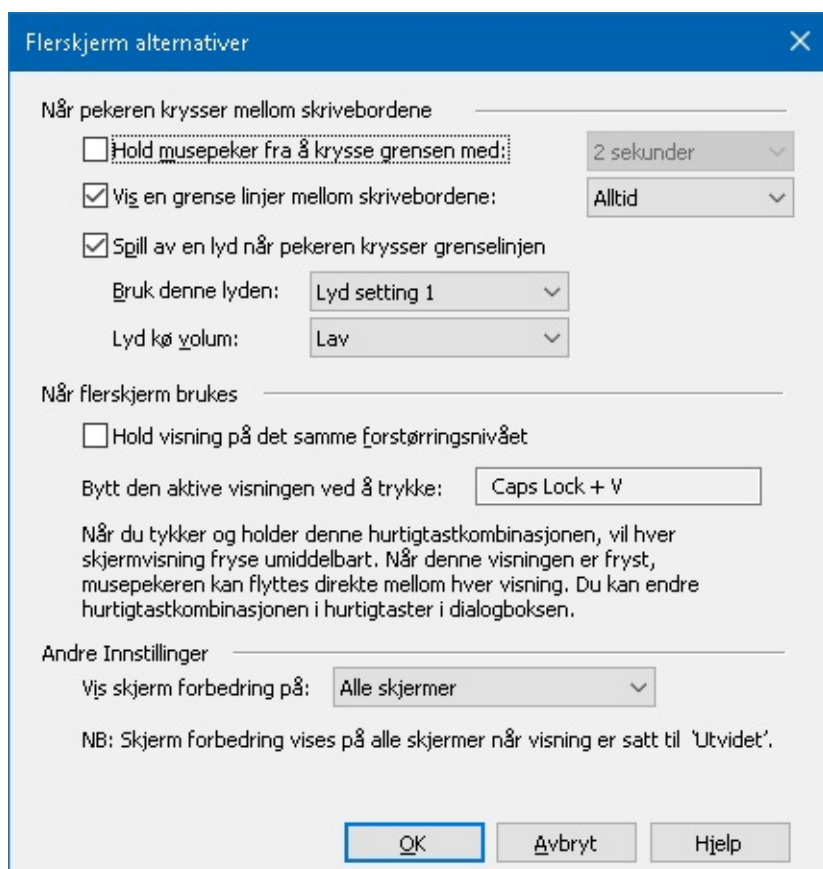 Flerskjerm alternativer
Når pekeren krysser mellom skrivebordene
Hold musepeker fra å krysse grensen med: 2 sekunder
Vis en grense linjer mellom skrivebordene: Alltid
Spill av en lyd når pekeren krysser grenselinjen
Bruk denne lyden: Lyd setting 1
Lyd kø volum: Lav
Når flerskjerm brukes
Hold visning på det samme forstørringsnivået
Bytt den aktive visningen ved å trykke: Caps Lock + V
Når du tykker og holder denne hurtigtastkombinasjonen, vil hver
skjermvisning fryse umiddelbart. Når denne visningen er fryst,
musepekeren kan flyttes direkte mellom hver visning. Du kan endre
hurtigtastkombinasjonen i hurtigtaster i dialogboksen.
Andre Innstillinger
Vis skjerm forbedring på: Alle skjermer
NB: Skjerm forbedring vises på alle skjermer når visning er satt til 'Utvidet'.
OK Avbryt Hjelp